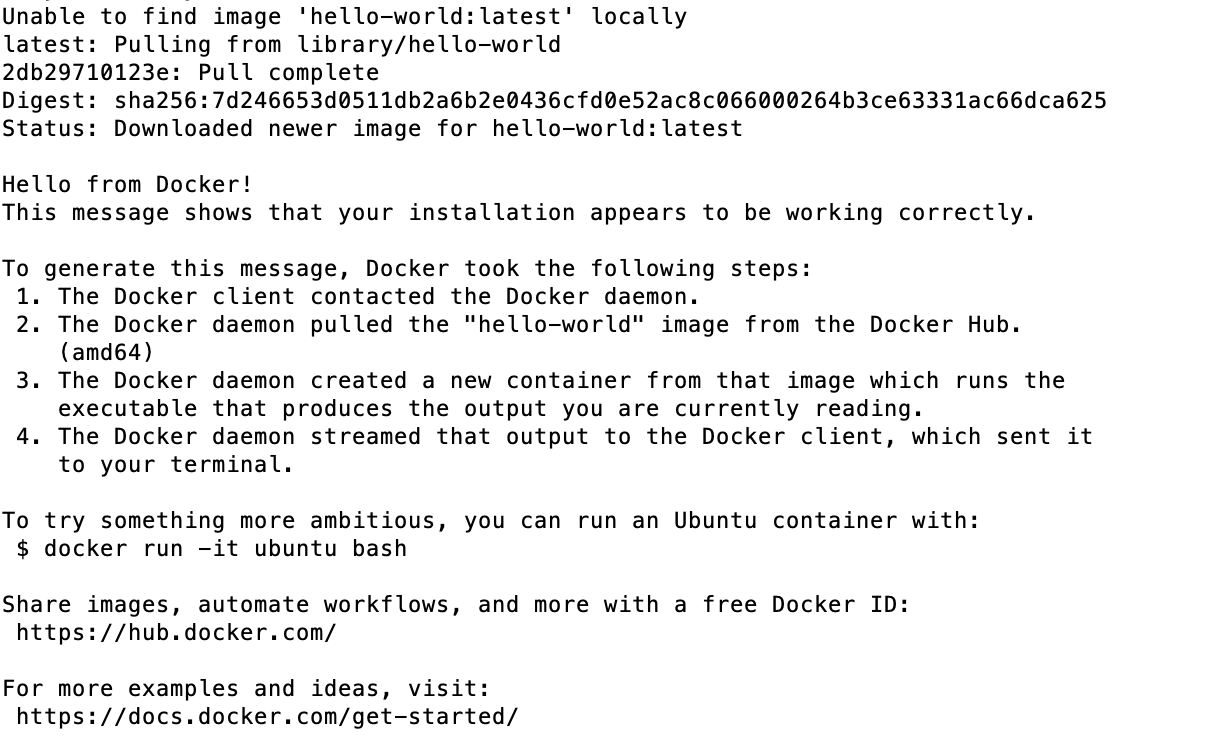 Unable to find image 'hello-world:latest' locally
latest: Pulling from library/hello-world
2db29710123e: Pull complete
Digest: sha256:7d246653d0511db2a6b2e0436cfd0e52ac8c066000264b3ce63331ac66dca625
Status: Downloaded newer image for hello-world:latest

Hello from Docker!
This message shows that your installation appears to be working correctly.

To generate this message, Docker took the following steps:
 1. The Docker client contacted the Docker daemon.
 2. The Docker daemon pulled the "hello-world" image from the Docker Hub.
    (amd64)
 3. The Docker daemon created a new container from that image which runs the
    executable that produces the output you are currently reading.
 4. The Docker daemon streamed that output to the Docker client, which sent it
    to your terminal.

To try something more ambitious, you can run an Ubuntu container with:
 $ docker run -it ubuntu bash

Share images, automate workflows, and more with a free Docker ID:
 https://hub.docker.com/

For more examples and ideas, visit:
 https://docs.docker.com/get-started/